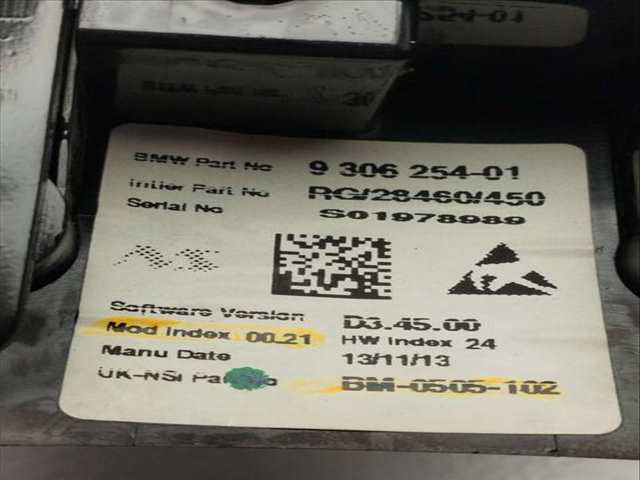 254-01
BMW Part No 9 306 254-01
Intier Part No RG/28460/450
Serial No S01978989
Software Version D3.45.00
Mod Index 00.21 HW Index 24
Manu Date 13/11/13
UK-NSI Part No BM-0505-102